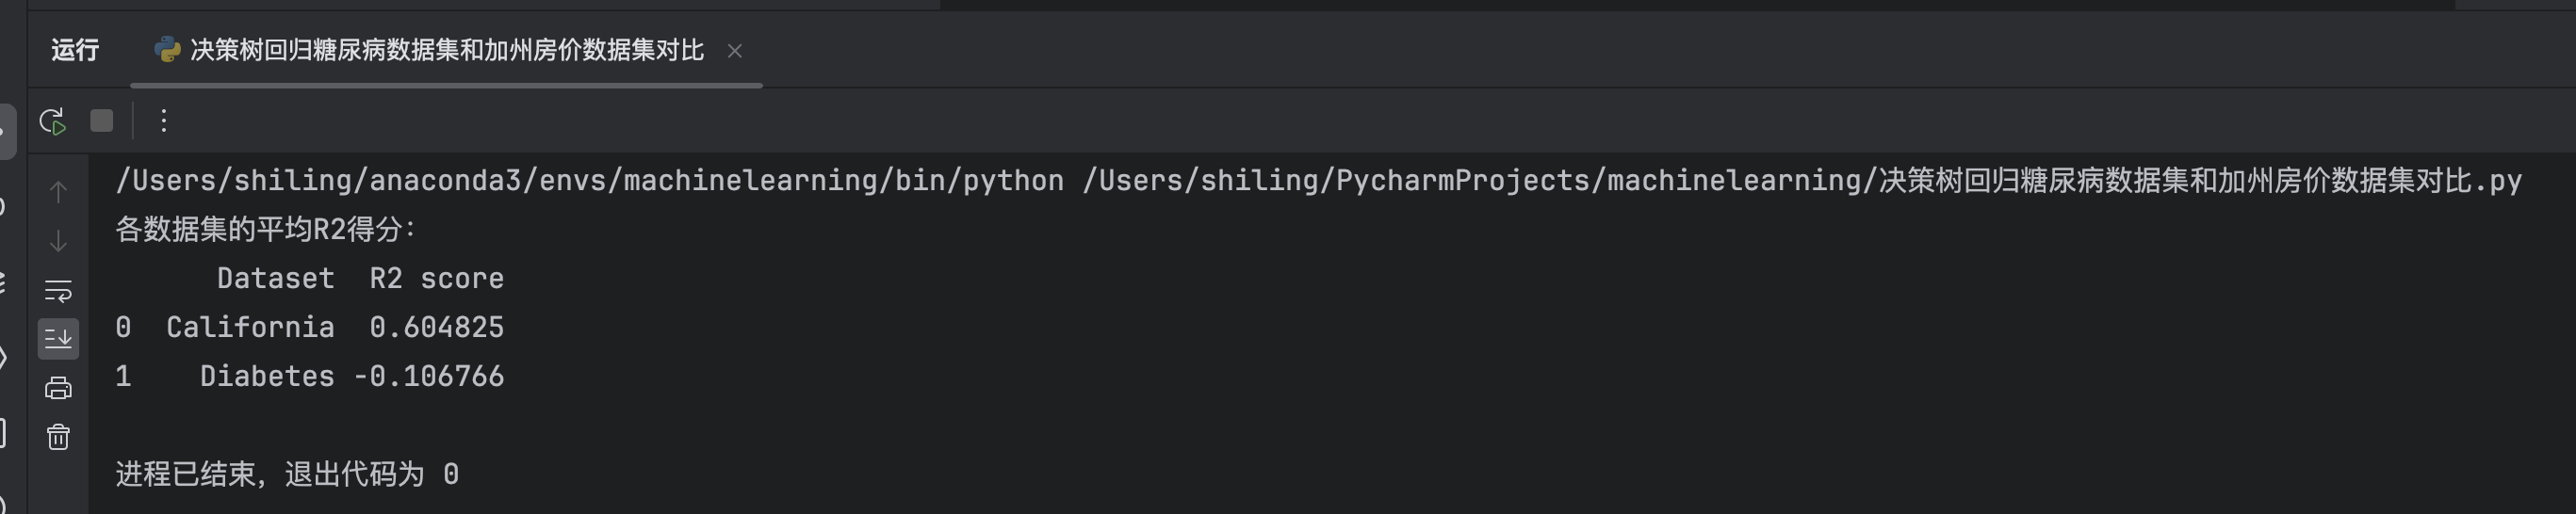 运行 决策树回归糖尿病数据集和加州房价数据集对比
/Users/shiling/anaconda3/envs/machinelearning/bin/python /Users/shiling/PycharmProjects/machinelearning/决策树回归糖尿病数据集和加州房价数据集对比.py
各数据集的平均R2得分：
Dataset R2 score
0 California 0.604825
1 Diabetes -0.106766
进程已结束，退出代码为 0